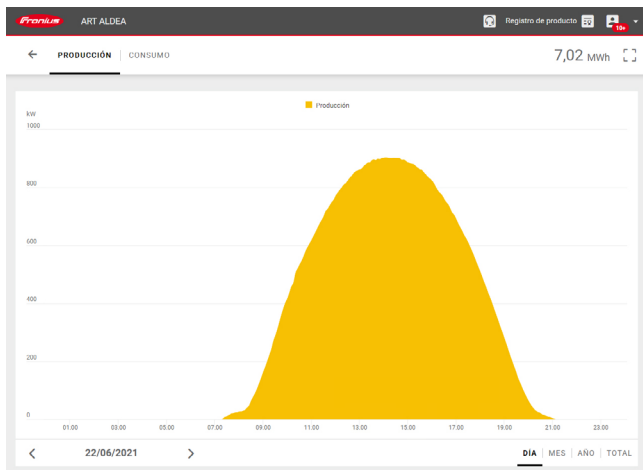 Fronius ART ALDEA Registro de producto 10+
PRODUCCIÓN CONSUMO 7,02 MWh
Producción
kW
1000
800
600
400
200
0
01:00 03:00 05:00 07:00 09:00 11:00 13:00 15:00 17:00 19:00 21:00 23:00
22/06/2021 DÍA MES AÑO TOTAL